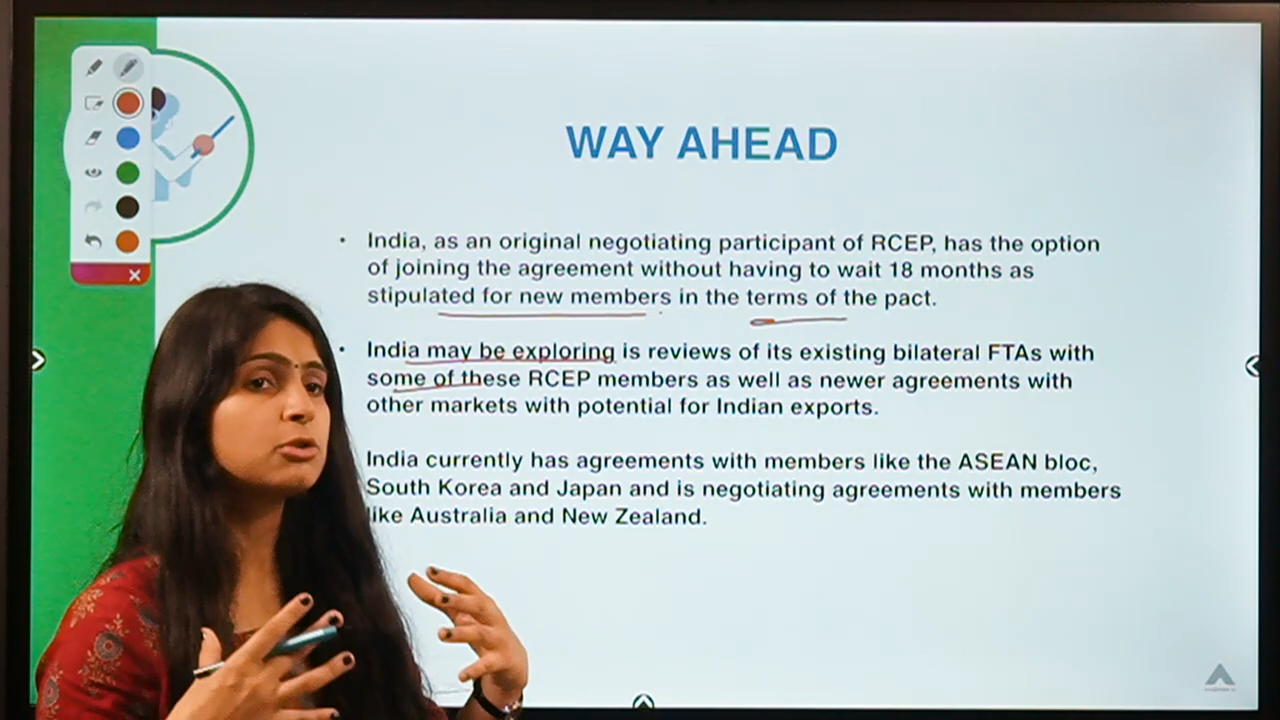 WAY AHEAD
• India, as an original negotiating participant of RCEP, has the option
of joining the agreement without having to wait 18 months as
stipulated for new members in the terms of the pact.
• India may be exploring is reviews of its existing bilateral FTAs with
some of these RCEP members as well as newer agreements with
other markets with potential for Indian exports.
India currently has agreements with members like the ASEAN bloc,
South Korea and Japan and is negotiating agreements with members
like Australia and New Zealand.